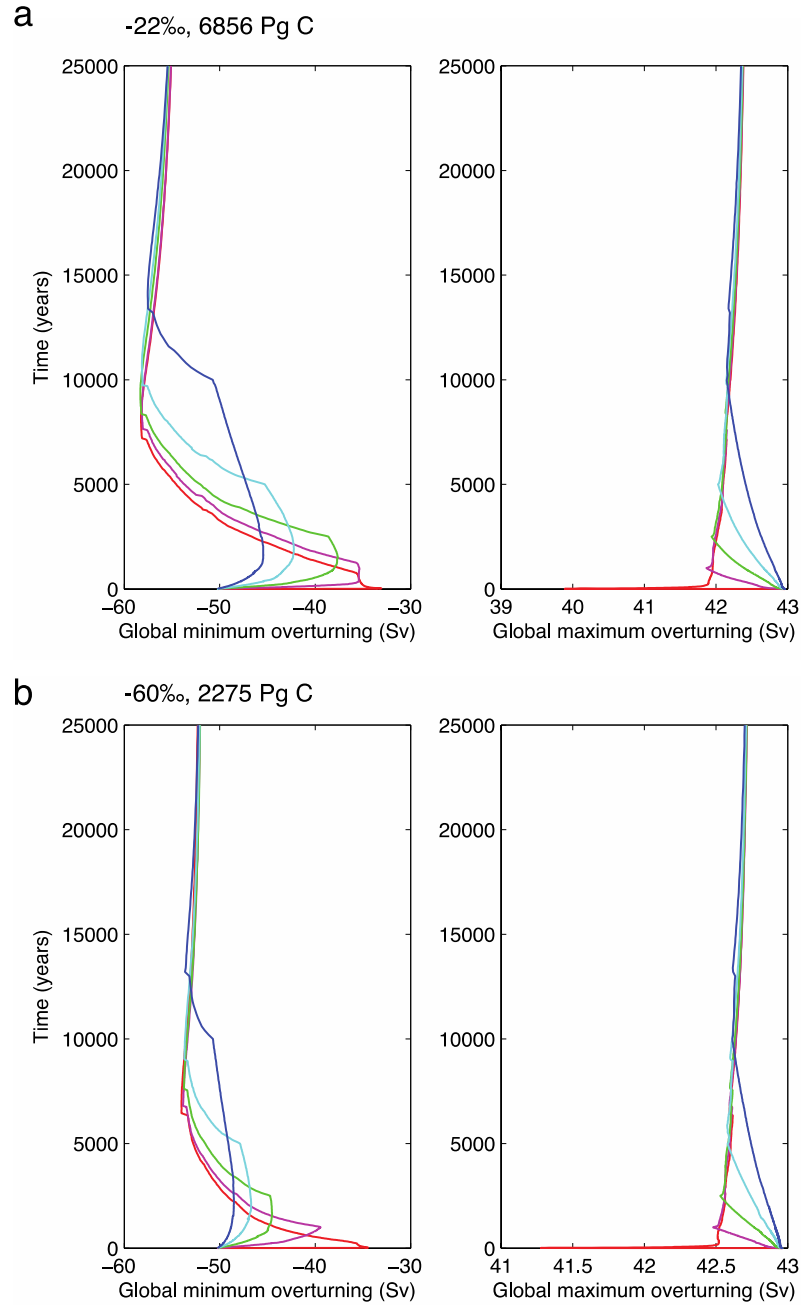 a
-22‰, 6856 Pg C
25000
20000
15000
10000
5000
0
Time (years)
−60 −50 −40 −30
Global minimum overturning (Sv)
39 40 41 42 43
Global maximum overturning (Sv)
25000
20000
15000
10000
5000
0
b
-60‰, 2275 Pg C
25000
20000
15000
10000
5000
0
Time (years)
−60 −50 −40 −30
Global minimum overturning (Sv)
25000
20000
15000
10000
5000
0
41 41.5 42 42.5 43
Global maximum overturning (Sv)